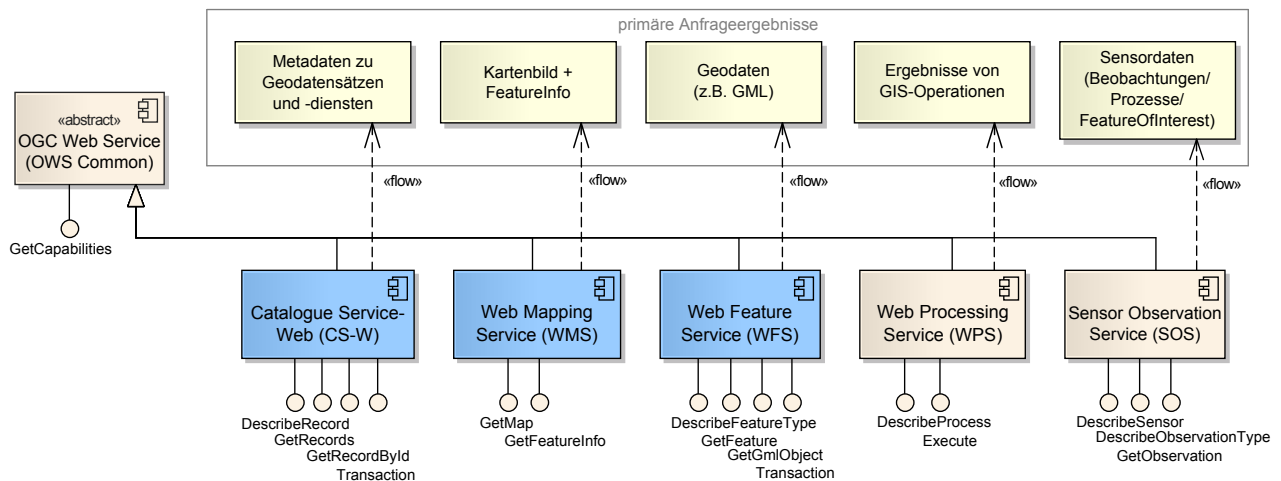 primäre Anfrageergebnisse
Metadaten zu
Geodatensätzen
und -diensten
Kartenbild +
FeatureInfo
Geodaten
(z.B. GML)
Ergebnisse von
GIS-Operationen
Sensordaten
(Beobachtungen/
Prozesse/
FeatureOfInterest)
«abstract»
OGC Web Service
(OWS Common)
GetCapabilities
«flow»
«flow»
«flow»
«flow»
«flow»
Catalogue Service-
Web (CS-W)
Web Mapping
Service (WMS)
Web Feature
Service (WFS)
Web Processing
Service (WPS)
Sensor Observation
Service (SOS)
DescribeRecord
GetRecords
GetRecordById
Transaction
GetMap
GetFeatureInfo
DescribeFeatureType
GetFeature
GetGmlObject
Transaction
DescribeProcess
Execute
DescribeSensor
DescribeObservationType
GetObservation